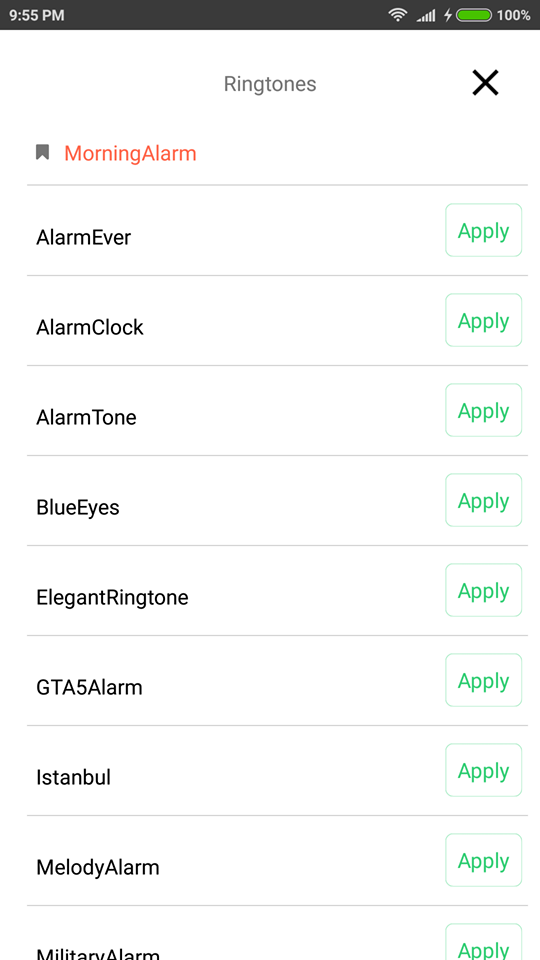 9:55 PM 100%
Ringtones
MorningAlarm
AlarmEver Apply
AlarmClock Apply
AlarmTone Apply
BlueEyes Apply
ElegantRingtone Apply
GTA5Alarm Apply
Istanbul Apply
MelodyAlarm Apply
MilitaryAlarm Apply